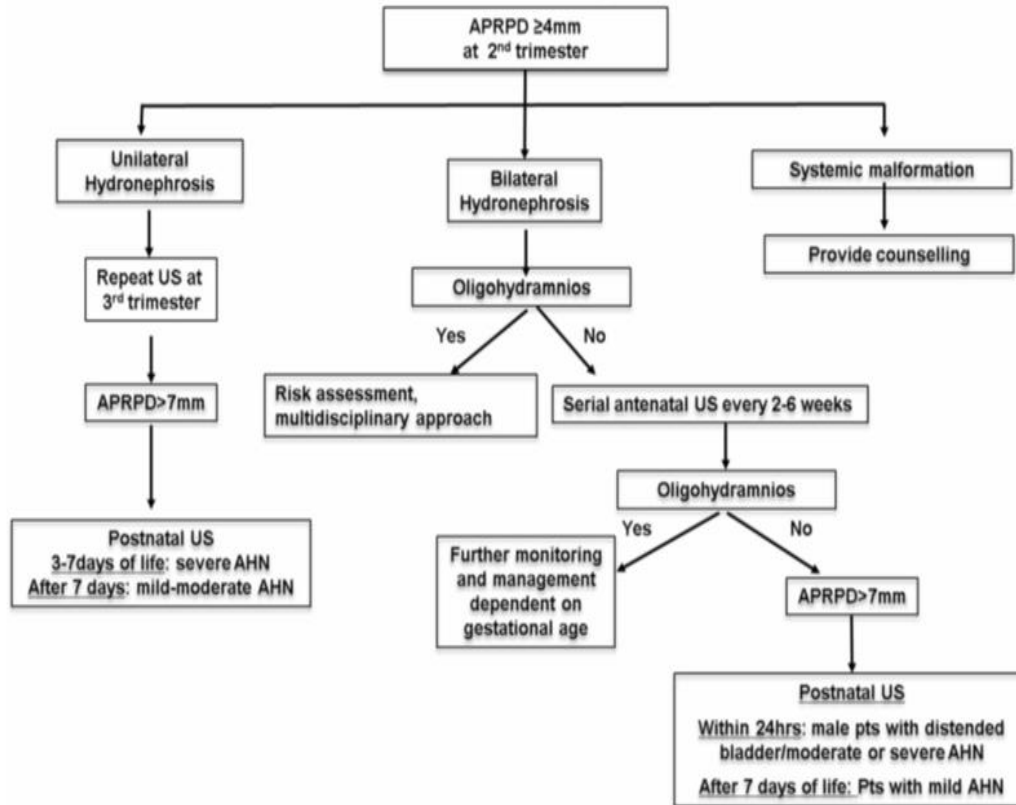 APRPD ≥4mm
at 2nd trimester
Unilateral
Hydronephrosis
Repeat US at
3rd trimester
APRPD>7mm
Postnatal US
3-7days of life: severe AHN
After 7 days: mild-moderate AHN
Bilateral
Hydronephrosis
Oligohydramnios
Yes
No
Risk assessment,
multidisciplinary approach
Serial antenatal US every 2-6 weeks
Oligohydramnios
Yes
No
Further monitoring
and management
dependent on
gestational age
APRPD>7mm
Postnatal US
Within 24hrs: male pts with distended
bladder/moderate or severe AHN
After 7 days of life: Pts with mild AHN
Systemic malformation
Provide counselling